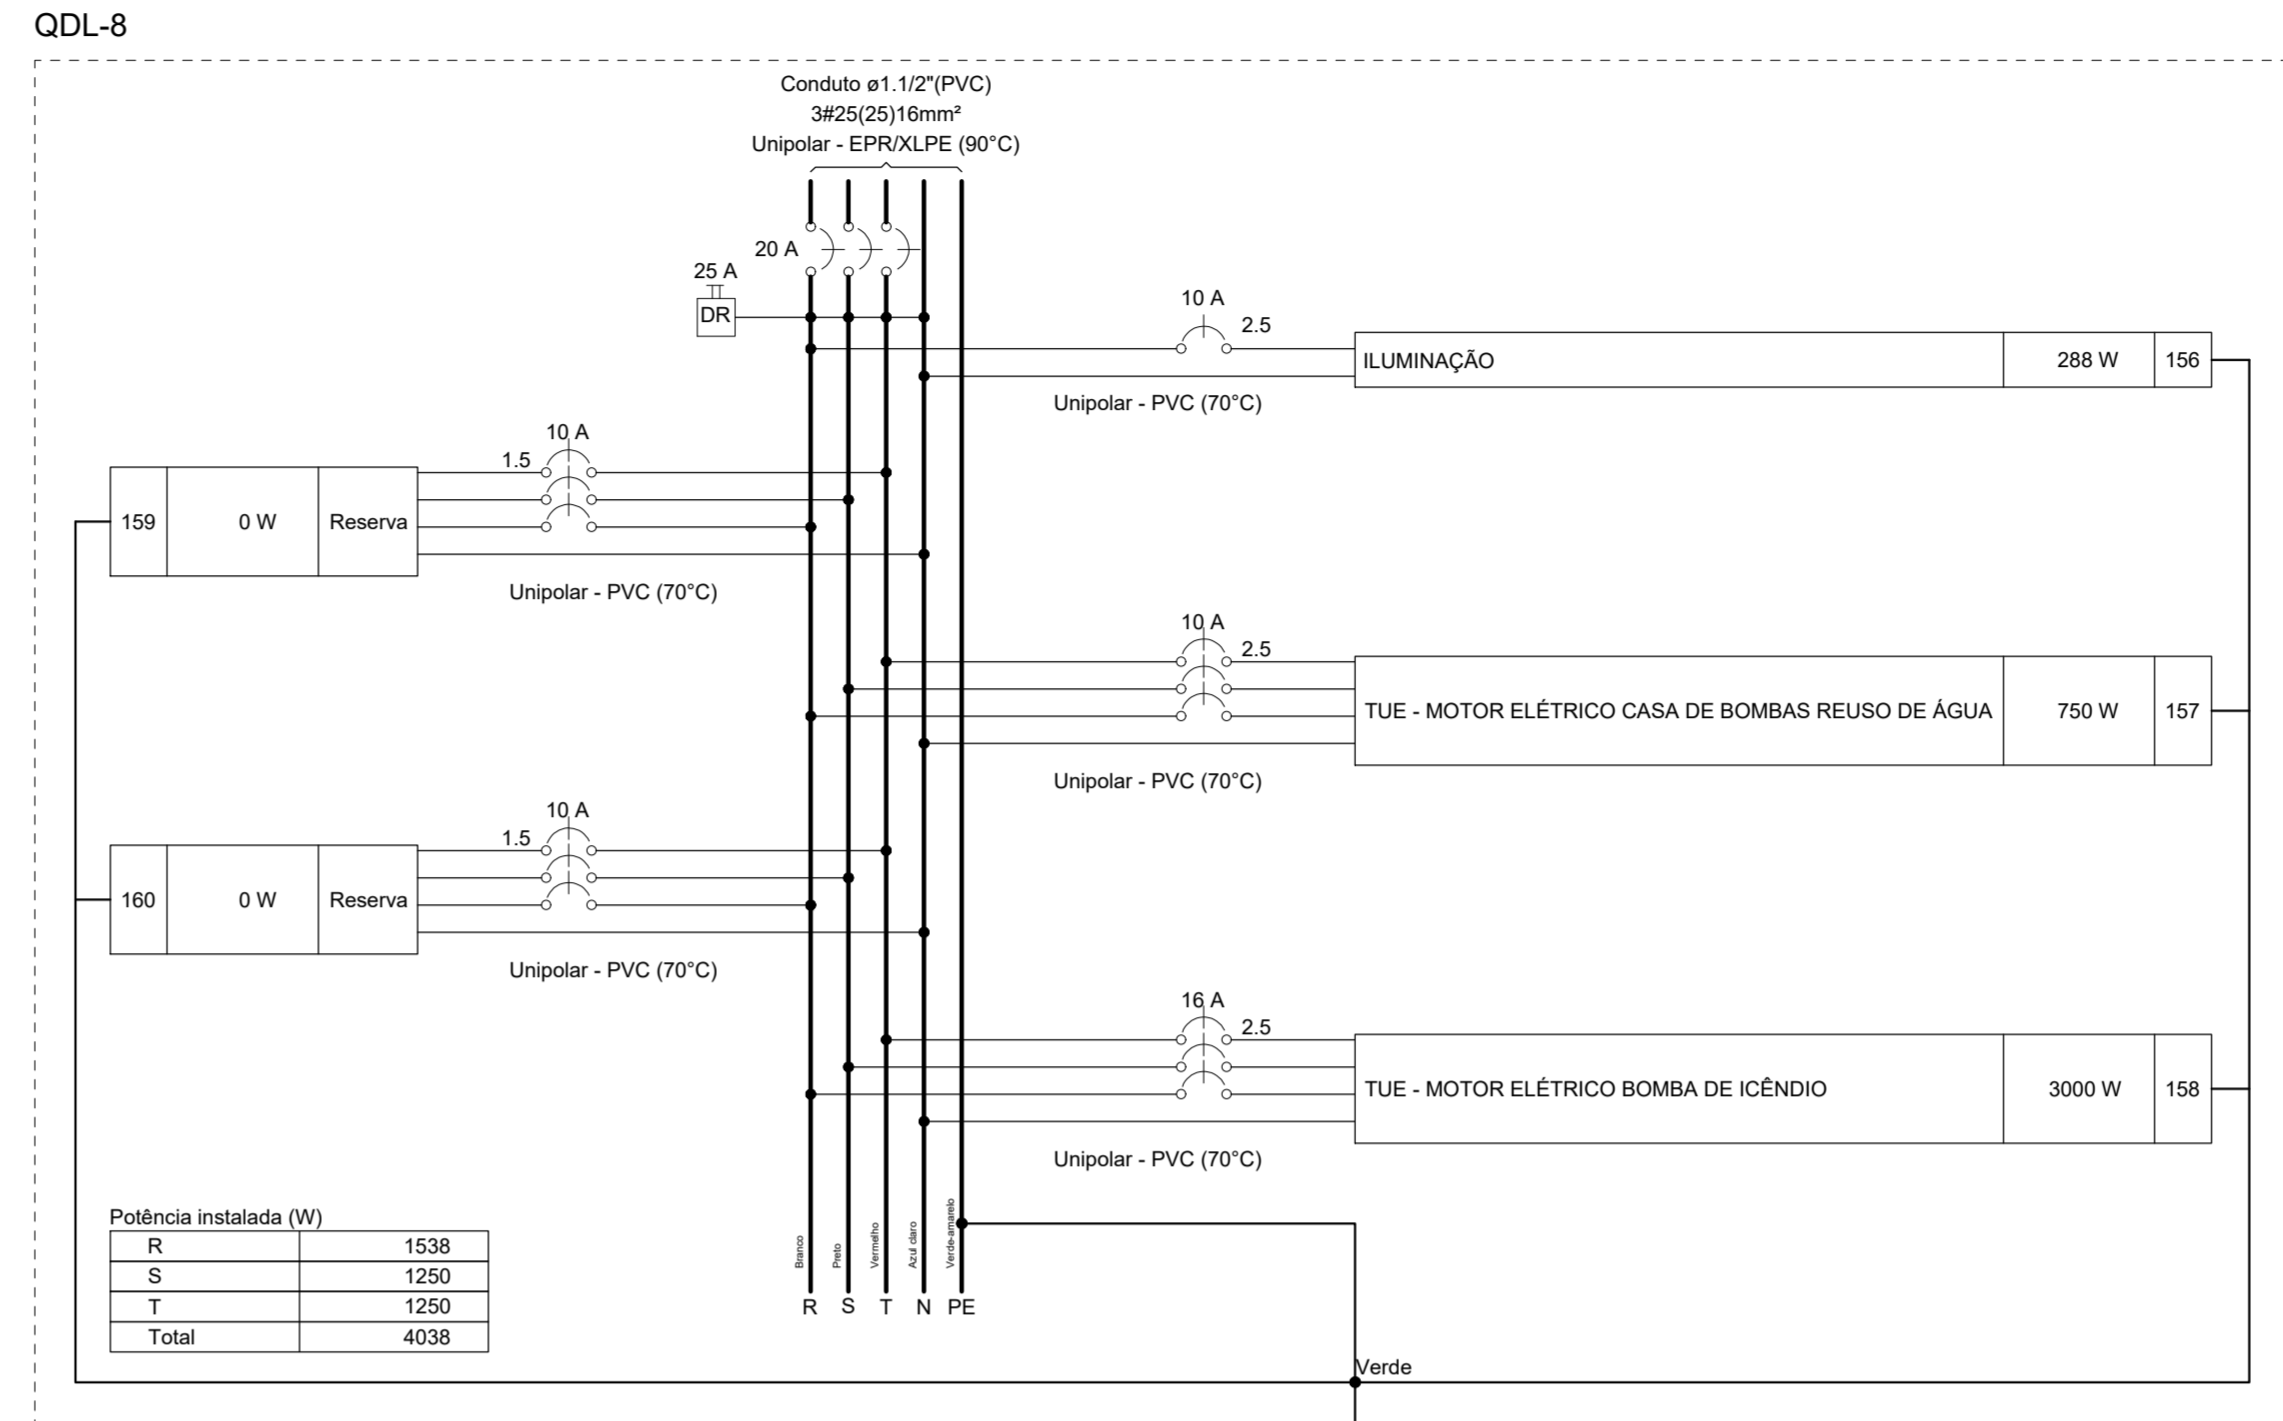 QDL-8
Conduto ø1.1/2"(PVC)
3#25(25)16mm²
Unipolar - EPR/XLPE (90°C)
20 A
25 A
DR
10 A
2.5
ILUMINAÇÃO
288 W
156
Unipolar - PVC (70°C)
10 A
1.5
159
0 W
Reserva
Unipolar - PVC (70°C)
10 A
2.5
TUE - MOTOR ELÉTRICO CASA DE BOMBAS REUSO DE ÁGUA
750 W
157
Unipolar - PVC (70°C)
10 A
1.5
160
0 W
Reserva
Unipolar - PVC (70°C)
16 A
2.5
TUE - MOTOR ELÉTRICO BOMBA DE ICÊNDIO
3000 W
158
Unipolar - PVC (70°C)
Potência instalada (W)
R 1538
S 1250
T 1250
Total 4038
Branco
Preto
Vermelho
Azul claro
Verde-amarelo
R S T N PE
Verde